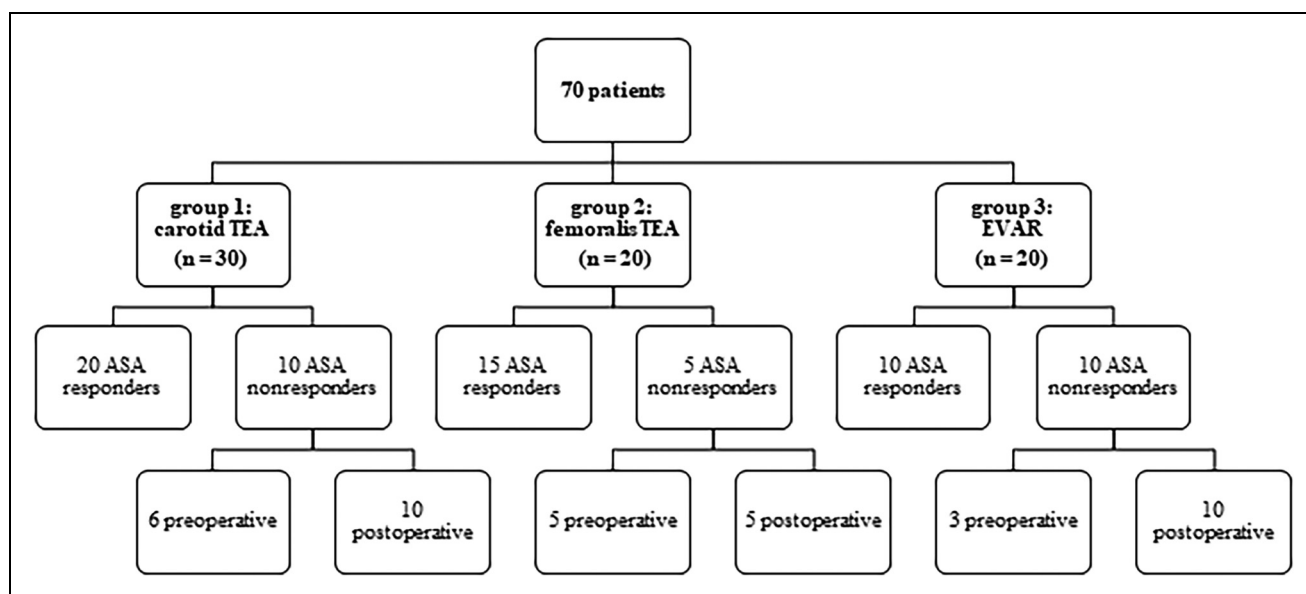 70 patients
group 1:
carotid TEA
(n = 30)
group 2:
femoralis TEA
(n = 20)
group 3:
EVAR
(n = 20)
20 ASA
responders
10 ASA
nonresponders
15 ASA
responders
5 ASA
nonresponders
10 ASA
responders
10 ASA
nonresponders
6 preoperative
10
postoperative
5 preoperative
5 postoperative
3 preoperative
10
postoperative